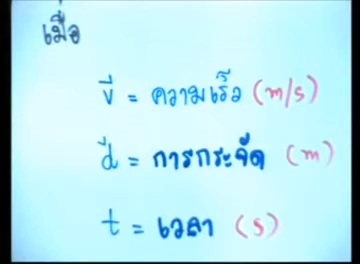 เมื่อ
v̄ = ความเร็ว (m/s)
d̄ = การกระจัด (m)
t = เวลา (s)